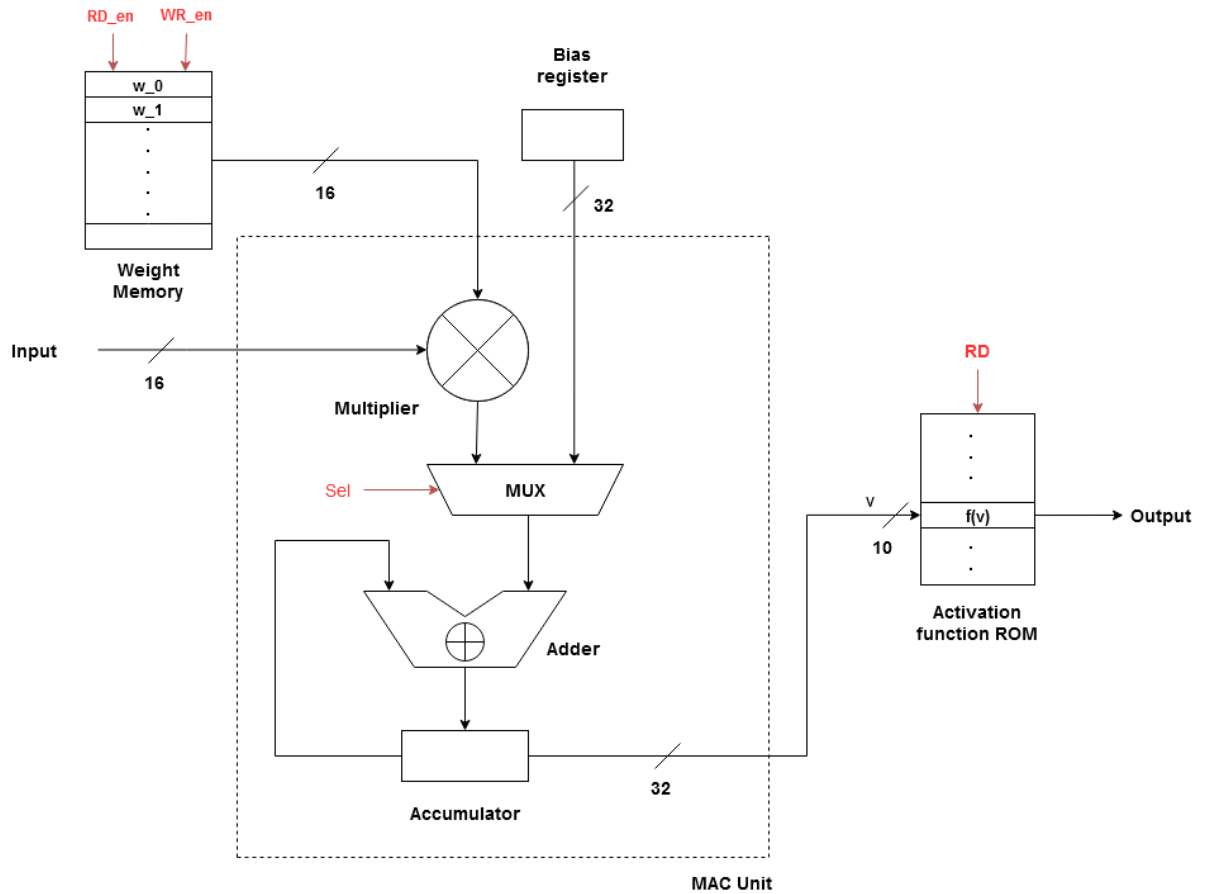 RD_en
WR_en
w_0
w_1
Weight
Memory
16
Bias
register
32
Input
16
Multiplier
Sel
MUX
Adder
Accumulator
32
MAC Unit
RD
v
10
f(v)
Output
Activation
function ROM